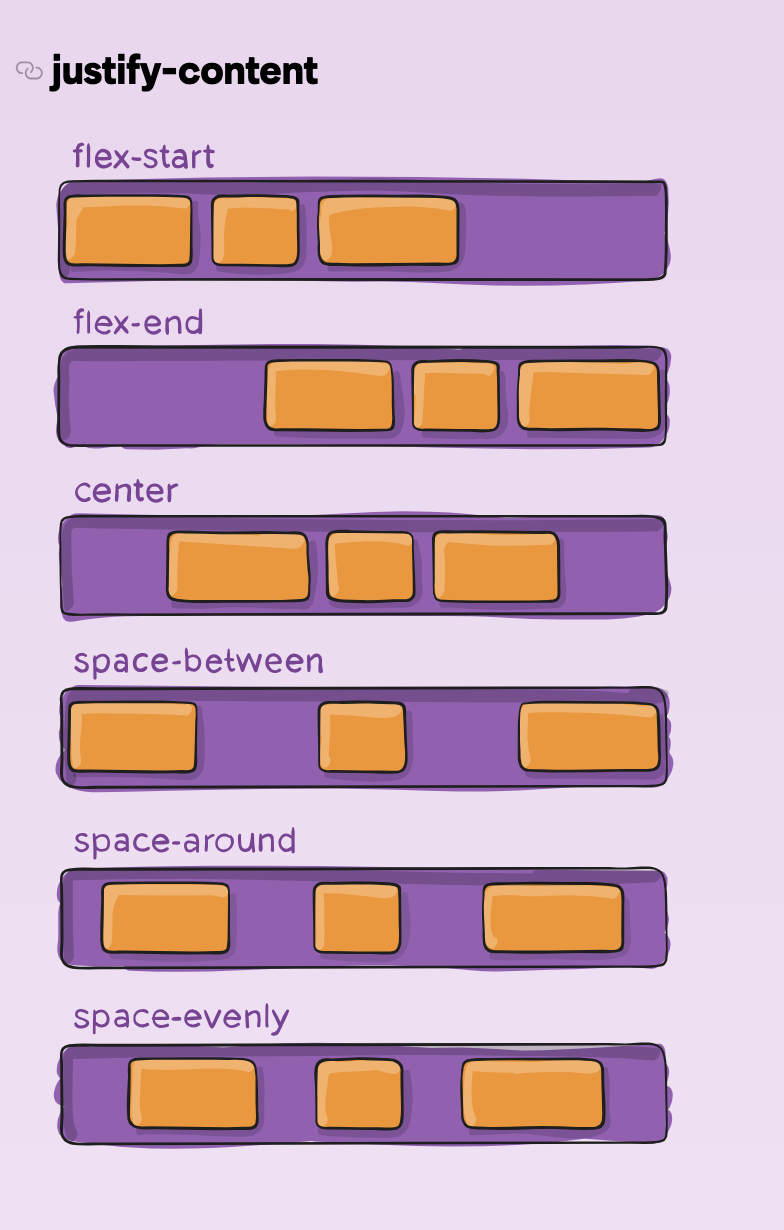 justify-content
flex-start
flex-end
center
space-between
space-around
space-evenly